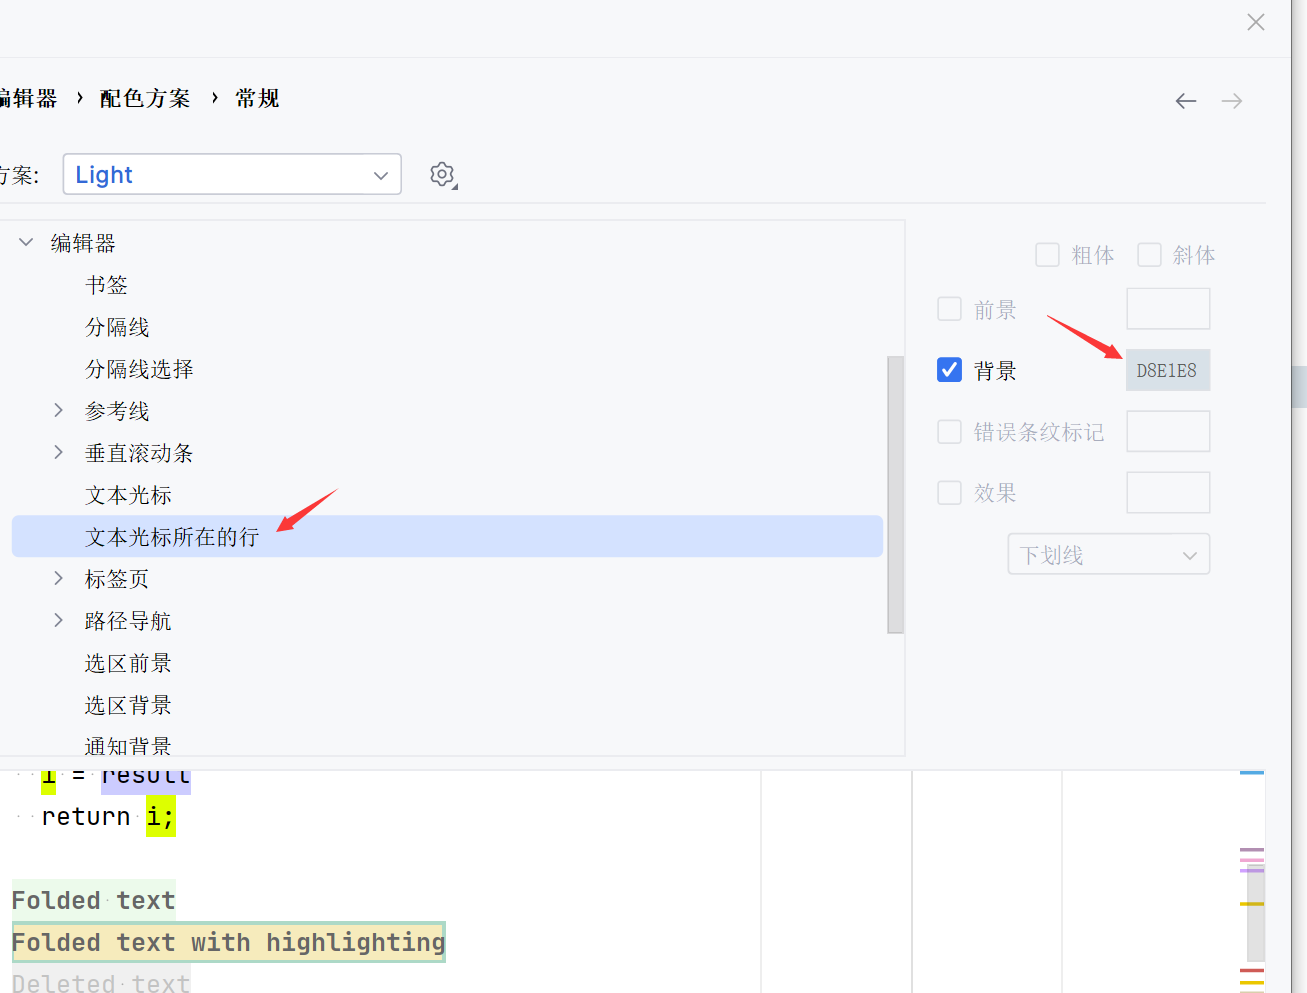 编辑器 › 配色方案 › 常规
方案:
Light
编辑器
书签
分隔线
分隔线选择
参考线
垂直滚动条
文本光标
文本光标所在的行
标签页
路径导航
选区前景
选区背景
通知背景
粗体 斜体
前景
背景 D8E1E8
错误条纹标记
效果
下划线
i = result
return i;
Folded text
Folded text with highlighting
Deleted text